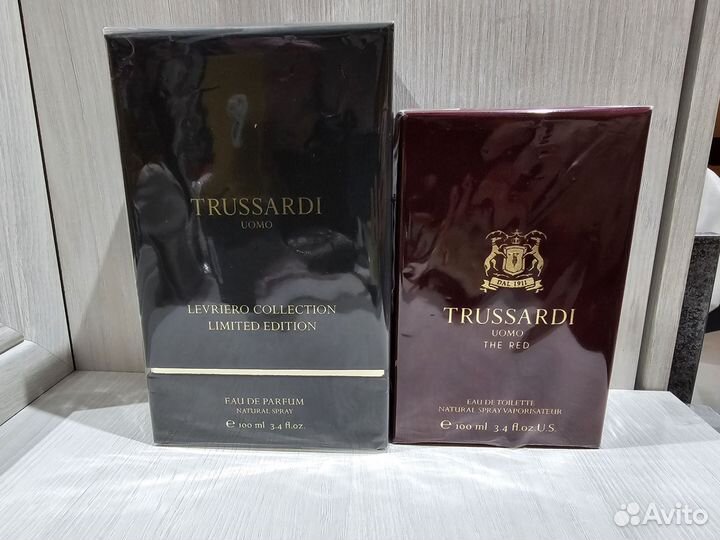 TRUSSARDI
UOMO
LEVRIERO COLLECTION
LIMITED EDITION
EAU DE PARFUM
NATURAL SPRAY
℮ 100 ml 3.4 fl.oz.
DAL 1911
TRUSSARDI
UOMO
THE RED
EAU DE TOILETTE
NATURAL SPRAY VAPORISATEUR
℮ 100 ml 3.4 fl.oz U.S.
Avito